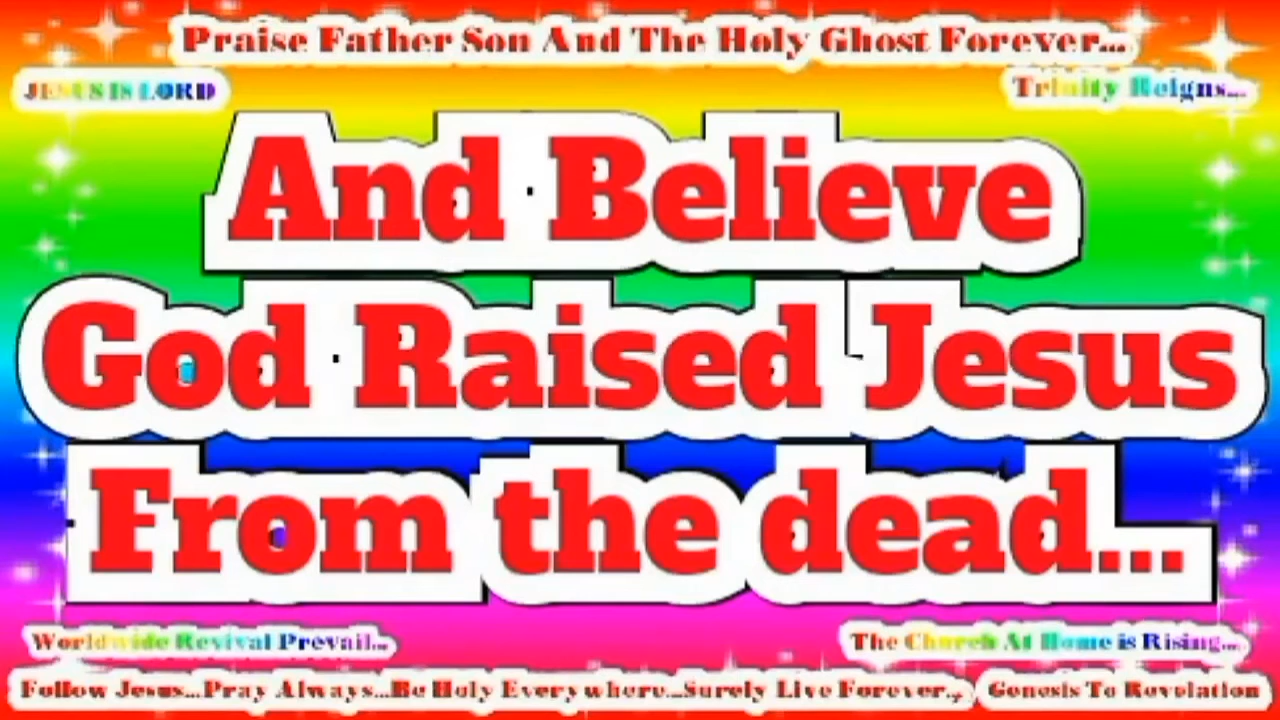 Praise Father Son And The Holy Ghost Forever...
JESUS IS LORD
Trinity Reigns...
And Believe
God Raised Jesus
From the dead...
Worldwide Revival Prevail...
The Church At Home is Rising...
Follow Jesus...Pray Always...Be Holy Everywhere...Surely Live Forever...
Genesis To Revelation